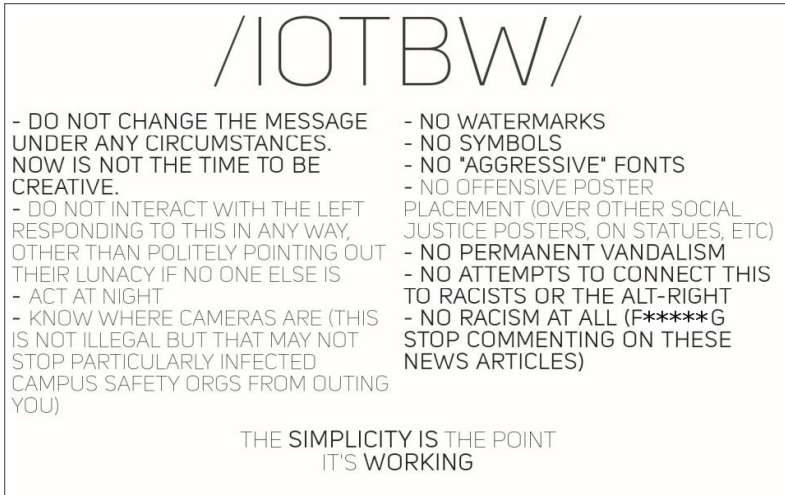 /IOTBW/
- DO NOT CHANGE THE MESSAGE
UNDER ANY CIRCUMSTANCES.
NOW IS NOT THE TIME TO BE
CREATIVE.
- DO NOT INTERACT WITH THE LEFT
RESPONDING TO THIS IN ANY WAY,
OTHER THAN POLITELY POINTING OUT
THEIR LUNACY IF NO ONE ELSE IS
- ACT AT NIGHT
- KNOW WHERE CAMERAS ARE (THIS
IS NOT ILLEGAL BUT THAT MAY NOT
STOP PARTICULARLY INFECTED
CAMPUS SAFETY ORGS FROM OUTING
YOU)
- NO WATERMARKS
- NO SYMBOLS
- NO "AGGRESSIVE" FONTS
- NO OFFENSIVE POSTER
PLACEMENT (OVER OTHER SOCIAL
JUSTICE POSTERS, ON STATUES, ETC)
- NO PERMANENT VANDALISM
- NO ATTEMPTS TO CONNECT THIS
TO RACISTS OR THE ALT-RIGHT
- NO RACISM AT ALL (F*****G
STOP COMMENTING ON THESE
NEWS ARTICLES)
THE SIMPLICITY IS THE POINT
IT'S WORKING